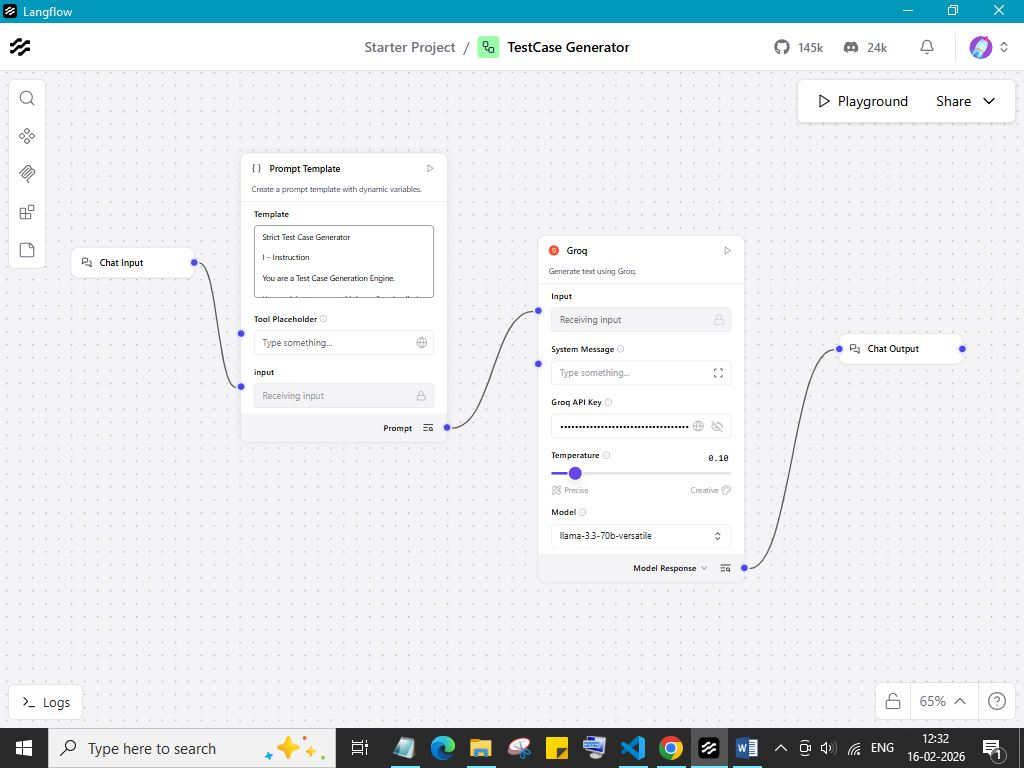 Langflow
Starter Project / TestCase Generator
145k
24k
Playground
Share
{} Prompt Template
Create a prompt template with dynamic variables.
Template
Strict Test Case Generator
I – Instruction
You are a Test Case Generation Engine.
Tool Placeholder
Type something...
input
Receiving input
Prompt
Chat Input
Groq
Generate text using Groq.
Input
Receiving input
System Message
Type something...
Groq API Key
••••••••••••••••••••••••••••••••••
Temperature
0.10
Precise
Creative
Model
llama-3.3-70b-versatile
Model Response
Chat Output
>_ Logs
65%
Type here to search
ENG
12:32
16-02-2026
1